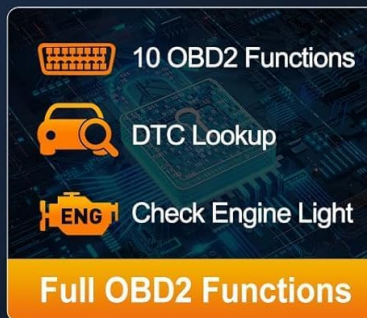 10 OBD2 Functions
DTC Lookup
ENG
Check Engine Light
Full OBD2 Functions